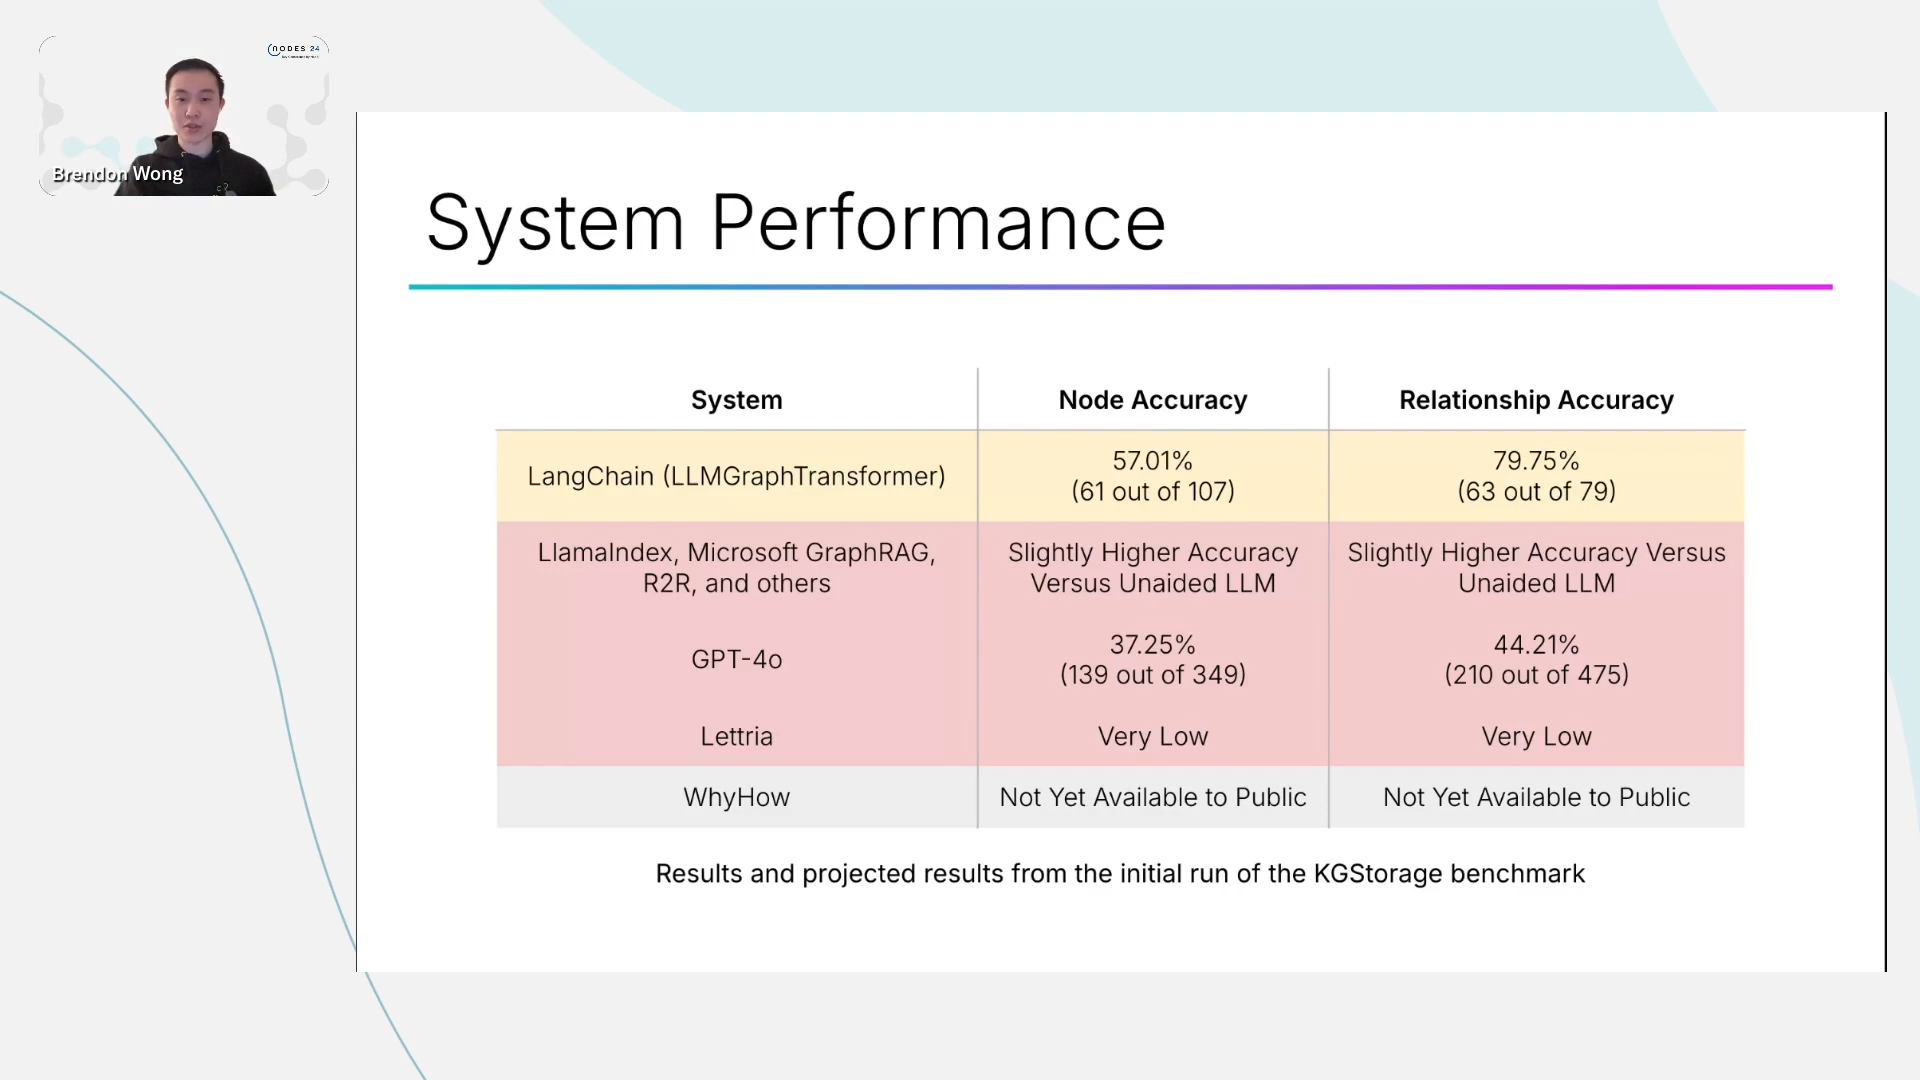 NODES 24
Brendon Wong
System Performance
System Node Accuracy Relationship Accuracy
LangChain (LLMGraphTransformer)
57.01%
(61 out of 107)
79.75%
(63 out of 79)
LlamaIndex, Microsoft GraphRAG,
R2R, and others
Slightly Higher Accuracy
Versus Unaided LLM
Slightly Higher Accuracy Versus
Unaided LLM
GPT-4o
37.25%
(139 out of 349)
44.21%
(210 out of 475)
Lettria Very Low Very Low
WhyHow Not Yet Available to Public Not Yet Available to Public
Results and projected results from the initial run of the KGStorage benchmark